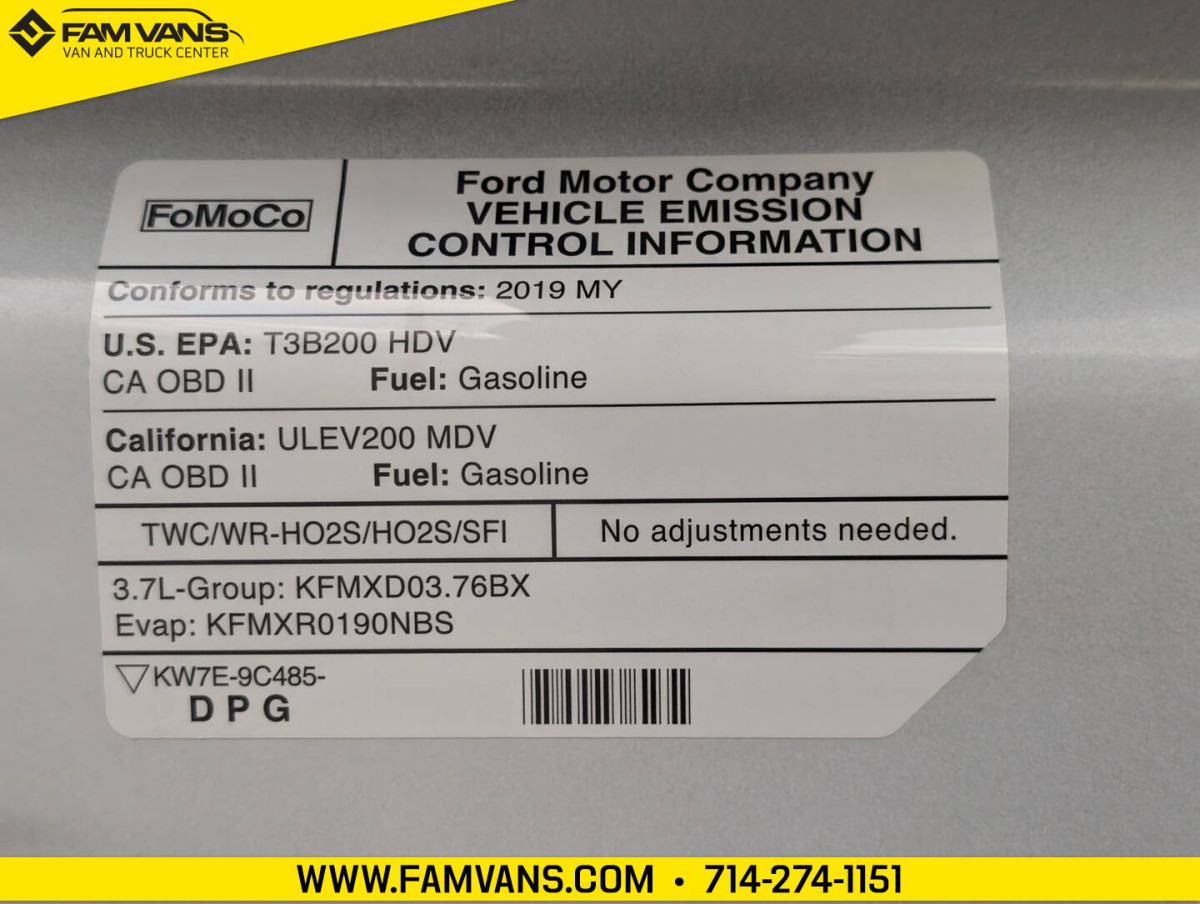 FAM VANS
VAN AND TRUCK CENTER
FoMoCo
Ford Motor Company
VEHICLE EMISSION
CONTROL INFORMATION
Conforms to regulations: 2019 MY
U.S. EPA: T3B200 HDV
CA OBD II Fuel: Gasoline
California: ULEV200 MDV
CA OBD II Fuel: Gasoline
TWC/WR-HO2S/HO2S/SFI No adjustments needed.
3.7L-Group: KFMXD03.76BX
Evap: KFMXR0190NBS
KW7E-9C485-
D P G
WWW.FAMVANS.COM • 714-274-1151